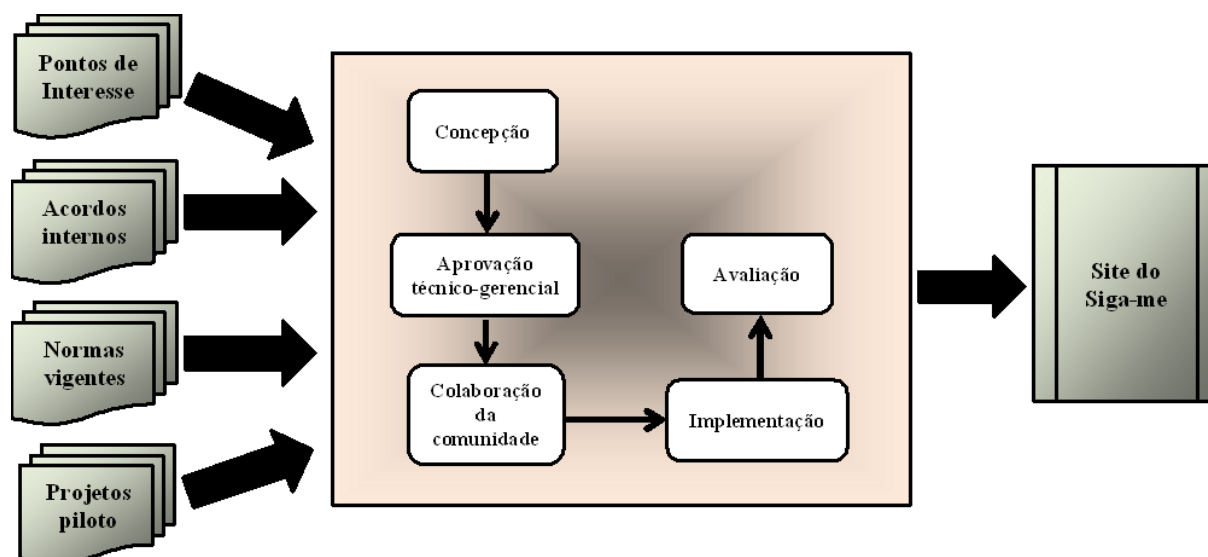 Pontos de
Interesse
Acordos
internos
Normas
vigentes
Projetos
piloto
Concepção
Aprovação
técnico-gerencial
Colaboração
da
comunidade
Implementação
Avaliação
Site do
Siga-me